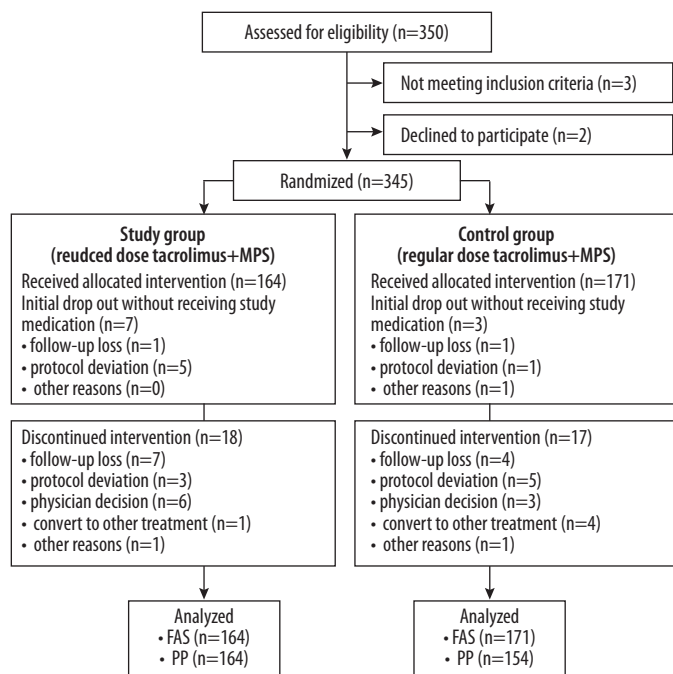 Assessed for eligibility (n=350)
Not meeting inclusion criteria (n=3)
Declined to participate (n=2)
Randmized (n=345)
Study group
(reudced dose tacrolimus+MPS)
Received allocated intervention (n=164)
Initial drop out without receiving study
medication (n=7)
• follow-up loss (n=1)
• protocol deviation (n=5)
• other reasons (n=0)
Control group
(regular dose tacrolimus+MPS)
Received allocated intervention (n=171)
Initial drop out without receiving study
medication (n=3)
• follow-up loss (n=1)
• protocol deviation (n=1)
• other reasons (n=1)
Discontinued intervention (n=18)
• follow-up loss (n=7)
• protocol deviation (n=3)
• physician decision (n=6)
• convert to other treatment (n=1)
• other reasons (n=1)
Discontinued intervention (n=17)
• follow-up loss (n=4)
• protocol deviation (n=5)
• physician decision (n=3)
• convert to other treatment (n=4)
• other reasons (n=1)
Analyzed
• FAS (n=164)
• PP (n=164)
Analyzed
• FAS (n=171)
• PP (n=154)